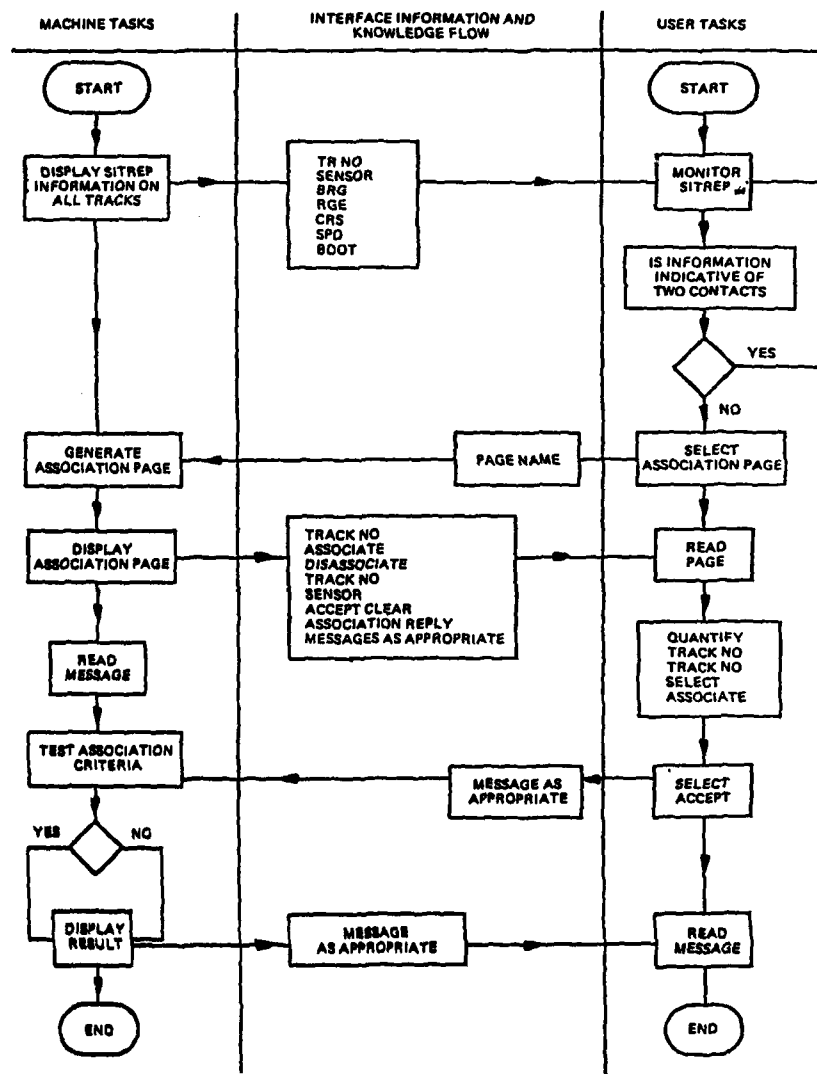 MACHINE TASKS
INTERFACE INFORMATION AND
KNOWLEDGE FLOW
USER TASKS
START
START
DISPLAY SITREP
INFORMATION ON
ALL TRACKS
TR NO
SENSOR
BRG
RGE
CRS
SPD
BDOT
MONITOR
SITREP
IS INFORMATION
INDICATIVE OF
TWO CONTACTS
YES
NO
GENERATE
ASSOCIATION PAGE
PAGE NAME
SELECT
ASSOCIATION PAGE
DISPLAY
ASSOCIATION PAGE
TRACK NO
ASSOCIATE
DISASSOCIATE
TRACK NO
SENSOR
ACCEPT CLEAR
ASSOCIATION REPLY
MESSAGES AS APPROPRIATE
READ
PAGE
READ
MESSAGE
QUANTIFY
TRACK NO
TRACK NO
SELECT
ASSOCIATE
TEST ASSOCIATION
CRITERIA
MESSAGE AS
APPROPRIATE
SELECT
ACCEPT
YES
NO
DISPLAY
RESULT
MESSAGE
AS APPROPRIATE
READ
MESSAGE
END
END